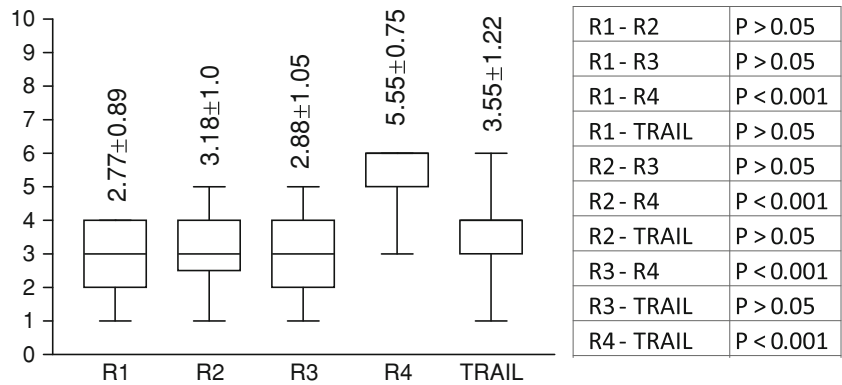 10
9
8
7
6
5
4
3
2
1
0
2.77±0.89
3.18±1.0
2.88±1.05
5.55±0.75
3.55±1.22
R1
R2
R3
R4
TRAIL
R1 - R2 P > 0.05
R1 - R3 P > 0.05
R1 - R4 P < 0.001
R1 - TRAIL P > 0.05
R2 - R3 P > 0.05
R2 - R4 P < 0.001
R2 - TRAIL P > 0.05
R3 - R4 P < 0.001
R3 - TRAIL P > 0.05
R4 - TRAIL P < 0.001